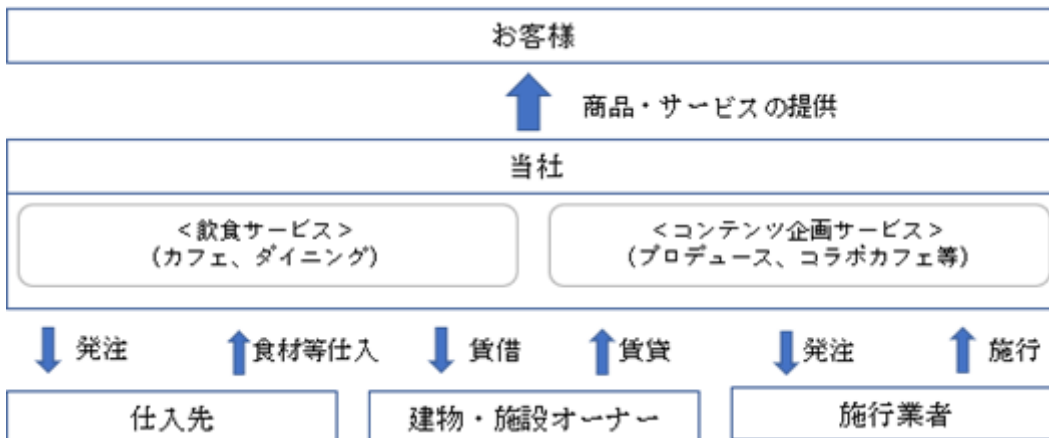 お客様
商品・サービスの提供
当社
＜飲食サービス＞
(カフェ、ダイニング)
＜コンテンツ企画サービス＞
(プロデュース、コラボカフェ等)
発注
食材等仕入
賃借
賃貸
発注
施行
仕入先
建物・施設オーナー
施行業者